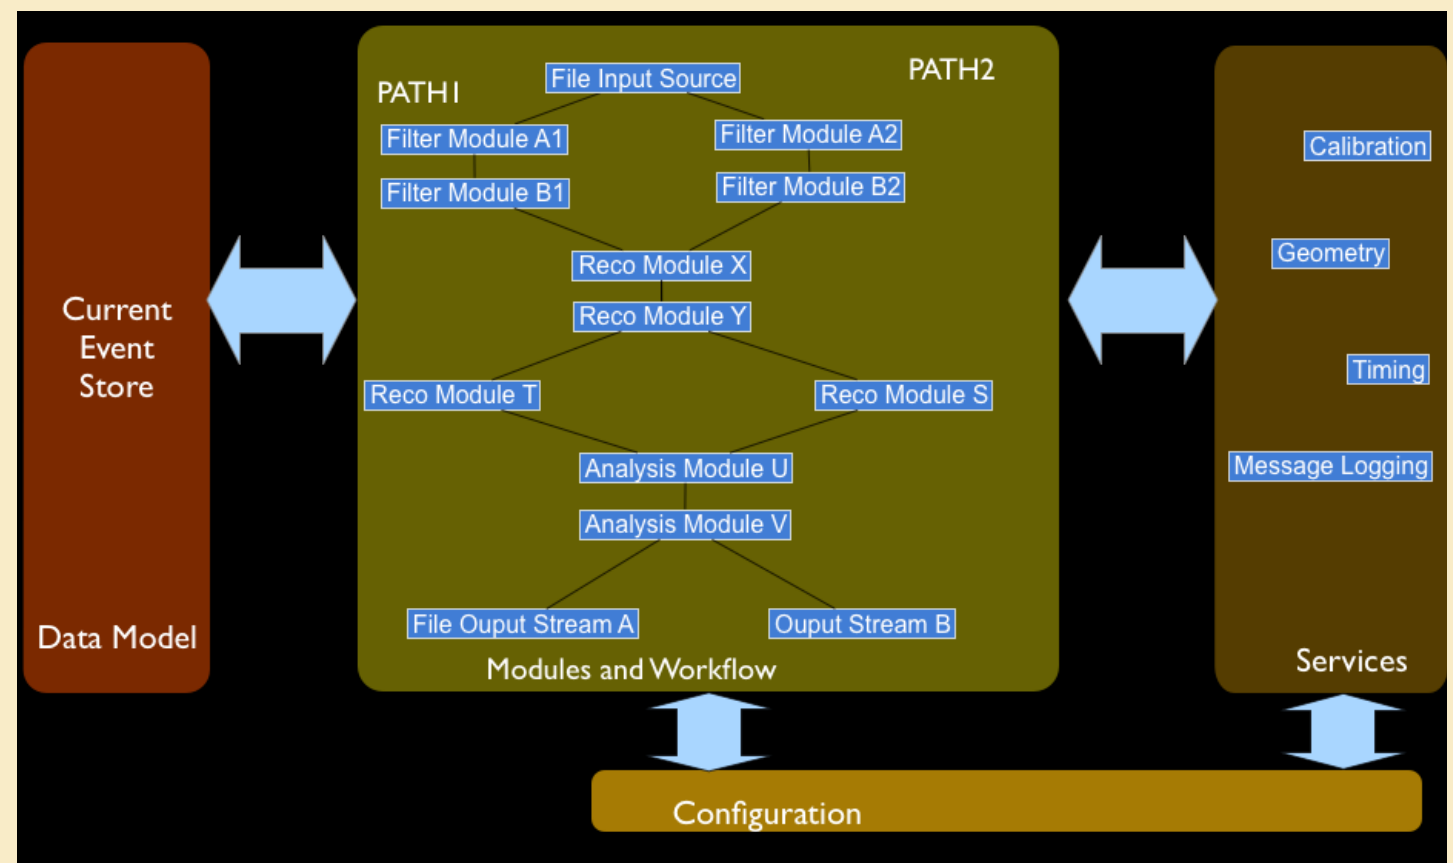 PATH1
PATH2
File Input Source
Filter Module A1
Filter Module A2
Filter Module B1
Filter Module B2
Reco Module X
Reco Module Y
Reco Module T
Reco Module S
Analysis Module U
Analysis Module V
File Ouput Stream A
Ouput Stream B
Modules and Workflow
Current
Event
Store
Data Model
Calibration
Geometry
Timing
Message Logging
Services
Configuration